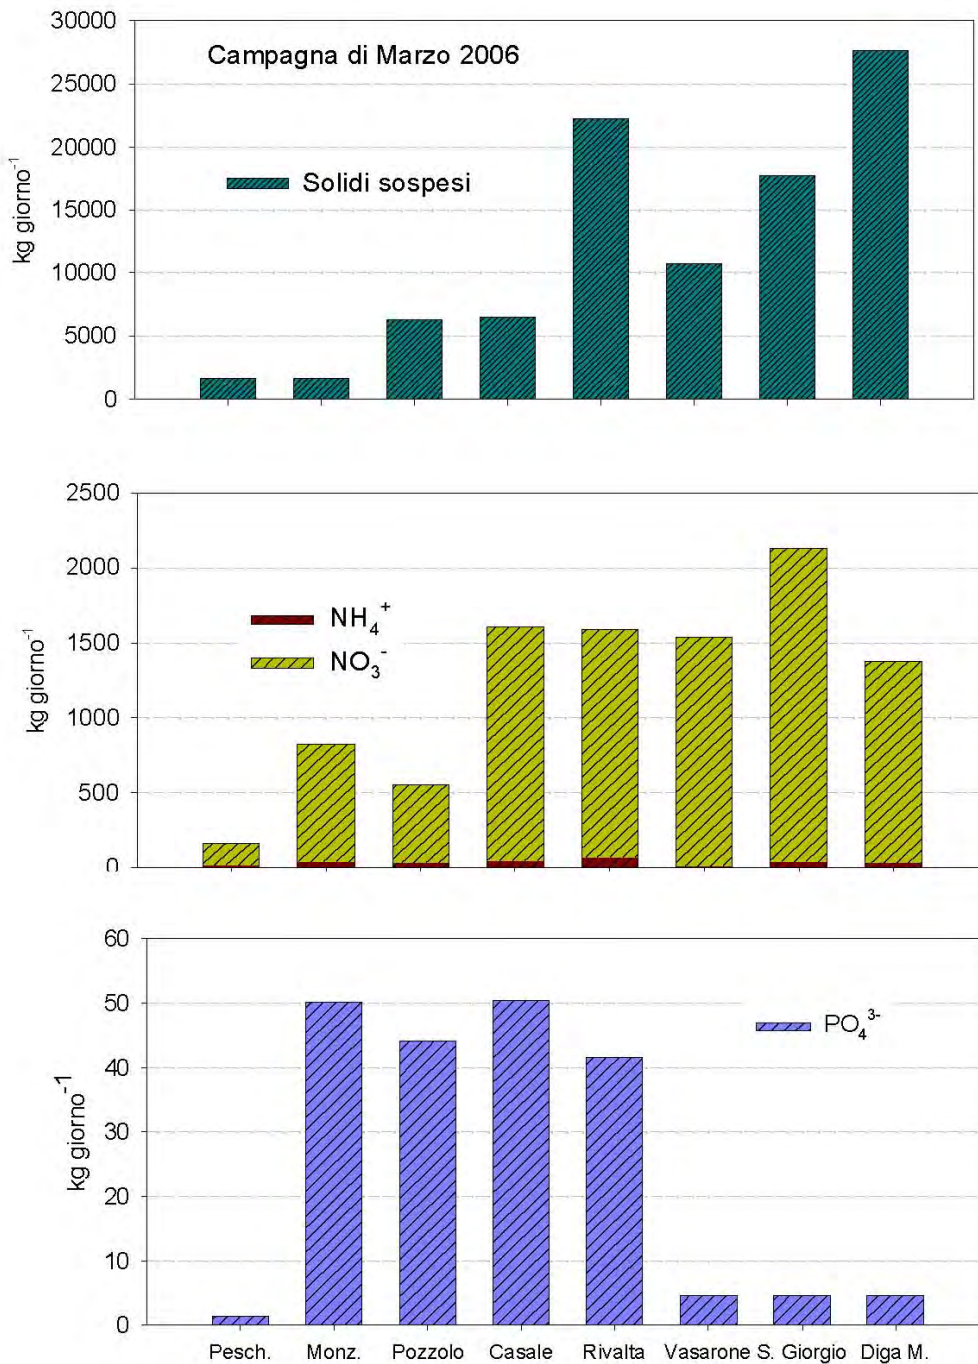 30000
Campagna di Marzo 2006
25000
20000
Solidi sospesi
15000
10000
5000
0
kg giorno⁻¹
2500
2000
NH₄⁺
NO₃⁻
1500
1000
500
0
kg giorno⁻¹
60
50
PO₄³⁻
40
30
20
10
0
kg giorno⁻¹
Pesch. Monz. Pozzolo Casale Rivalta Vasarone S. Giorgio Diga M.